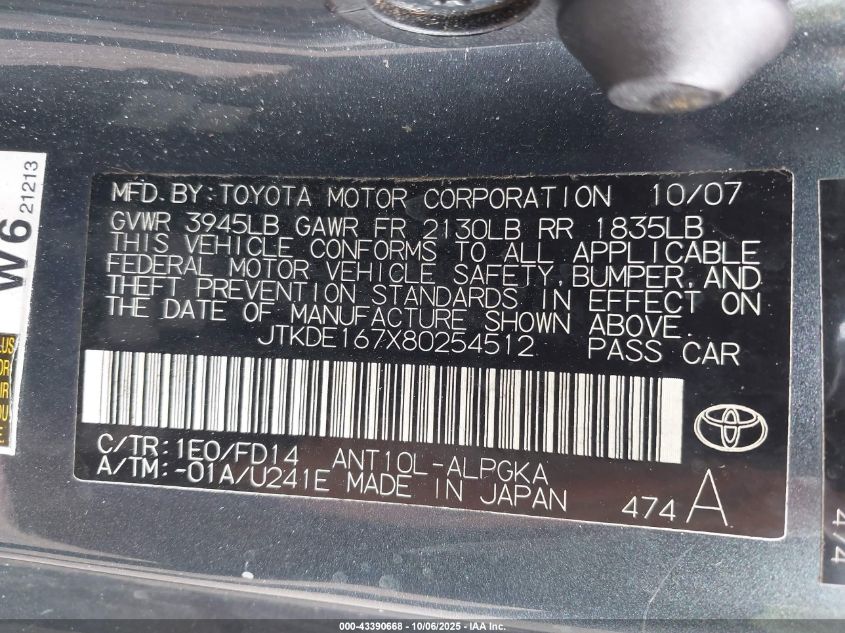 MFD. BY: TOYOTA MOTOR CORPORATION 10/07
GVWR 3945LB GAWR FR 2130LB RR 1835LB
THIS VEHICLE CONFORMS TO ALL APPLICABLE
FEDERAL MOTOR VEHICLE SAFETY, BUMPER, AND
THEFT PREVENTION STANDARDS IN EFFECT ON
THE DATE OF MANUFACTURE SHOWN ABOVE.
JTKDE167X80254512 PASS CAR
C/TR: 1E0/FD14 ANT10L-ALPGKA
A/TM: -01A/U241E MADE IN JAPAN
474 A
W6 21213
000-43390668 - 10/06/2025 - IAA Inc.